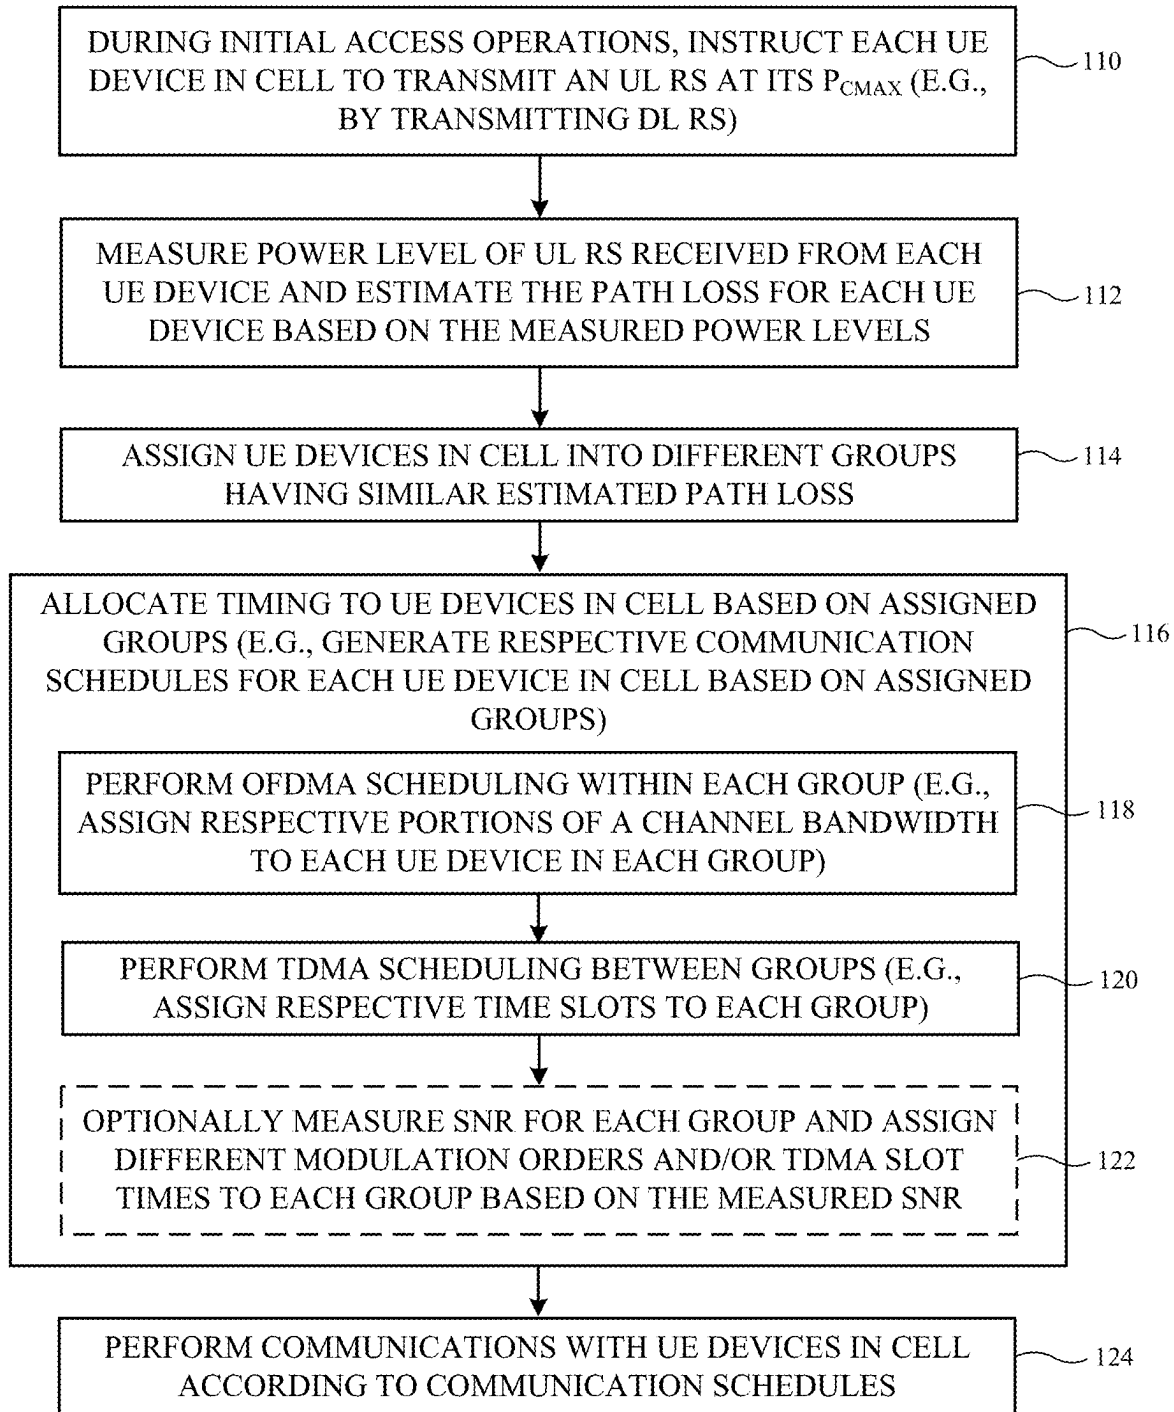 DURING INITIAL ACCESS OPERATIONS, INSTRUCT EACH UE
DEVICE IN CELL TO TRANSMIT AN UL RS AT ITS PCMAX (E.G.,
BY TRANSMITTING DL RS)
110
MEASURE POWER LEVEL OF UL RS RECEIVED FROM EACH
UE DEVICE AND ESTIMATE THE PATH LOSS FOR EACH UE
DEVICE BASED ON THE MEASURED POWER LEVELS
112
ASSIGN UE DEVICES IN CELL INTO DIFFERENT GROUPS
HAVING SIMILAR ESTIMATED PATH LOSS
114
ALLOCATE TIMING TO UE DEVICES IN CELL BASED ON ASSIGNED
GROUPS (E.G., GENERATE RESPECTIVE COMMUNICATION
SCHEDULES FOR EACH UE DEVICE IN CELL BASED ON ASSIGNED
GROUPS)
116
PERFORM OFDMA SCHEDULING WITHIN EACH GROUP (E.G.,
ASSIGN RESPECTIVE PORTIONS OF A CHANNEL BANDWIDTH
TO EACH UE DEVICE IN EACH GROUP)
118
PERFORM TDMA SCHEDULING BETWEEN GROUPS (E.G.,
ASSIGN RESPECTIVE TIME SLOTS TO EACH GROUP)
120
OPTIONALLY MEASURE SNR FOR EACH GROUP AND ASSIGN
DIFFERENT MODULATION ORDERS AND/OR TDMA SLOT
TIMES TO EACH GROUP BASED ON THE MEASURED SNR
122
PERFORM COMMUNICATIONS WITH UE DEVICES IN CELL
ACCORDING TO COMMUNICATION SCHEDULES
124